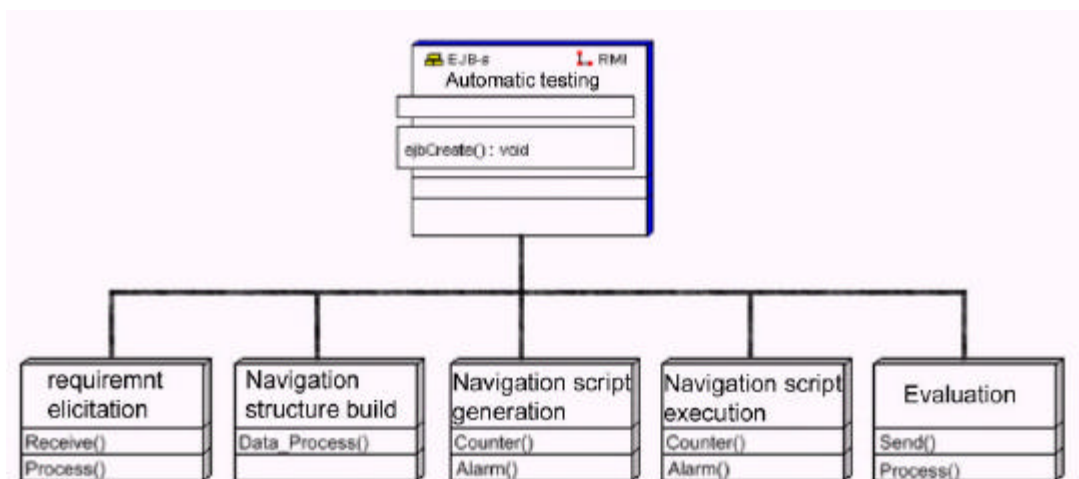 EJB-s RMI
Automatic testing
ejbCreate() : void
requiremnt
elicitation
Receive()
Process()
Navigation
structure build
Data_Process()
Navigation script
generation
Counter()
Alarm()
Navigation script
execution
Counter()
Alarm()
Evaluation
Send()
Process()